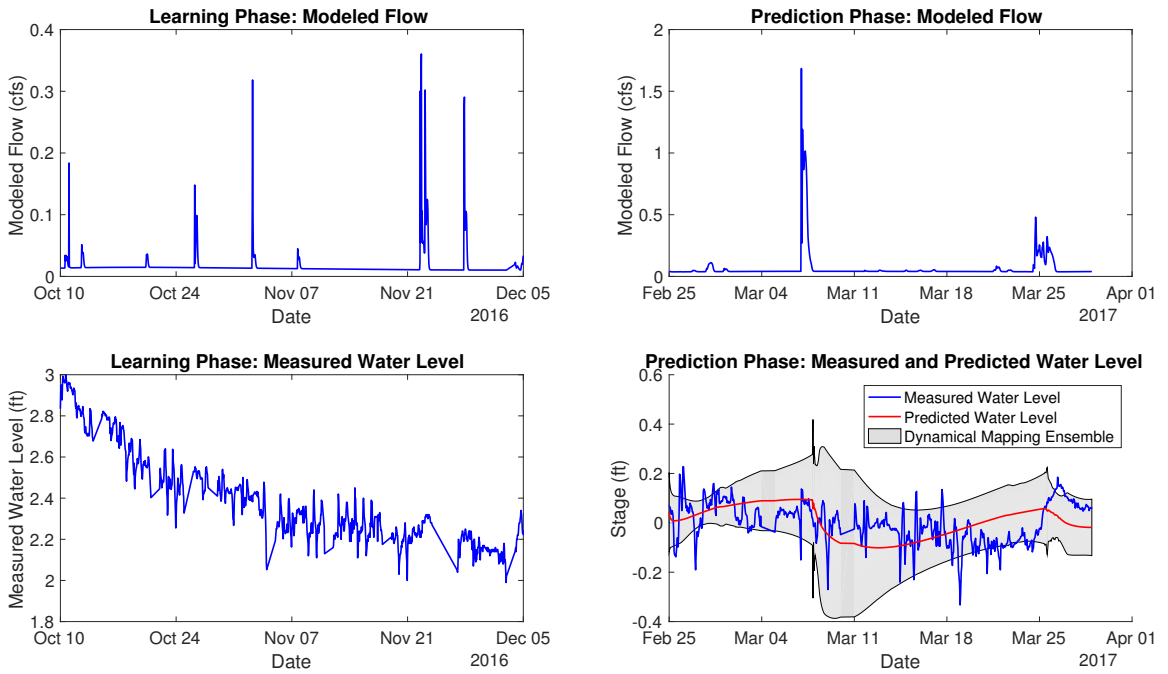 Learning Phase: Modeled Flow
Modeled Flow (cfs)
0.4
0.3
0.2
0.1
0
Oct 10 Oct 24 Nov 07 Nov 21 Dec 05
Date
2016
Prediction Phase: Modeled Flow
Modeled Flow (cfs)
2
1.5
1
0.5
0
Feb 25 Mar 04 Mar 11 Mar 18 Mar 25 Apr 01
Date
2017
Learning Phase: Measured Water Level
Measured Water Level (ft)
3
2.8
2.6
2.4
2.2
2
1.8
Oct 10 Oct 24 Nov 07 Nov 21 Dec 05
Date
2016
Prediction Phase: Measured and Predicted Water Level
Stage (ft)
0.6
0.4
0.2
0
-0.2
-0.4
Measured Water Level
Predicted Water Level
Dynamical Mapping Ensemble
Feb 25 Mar 04 Mar 11 Mar 18 Mar 25 Apr 01
Date
2017